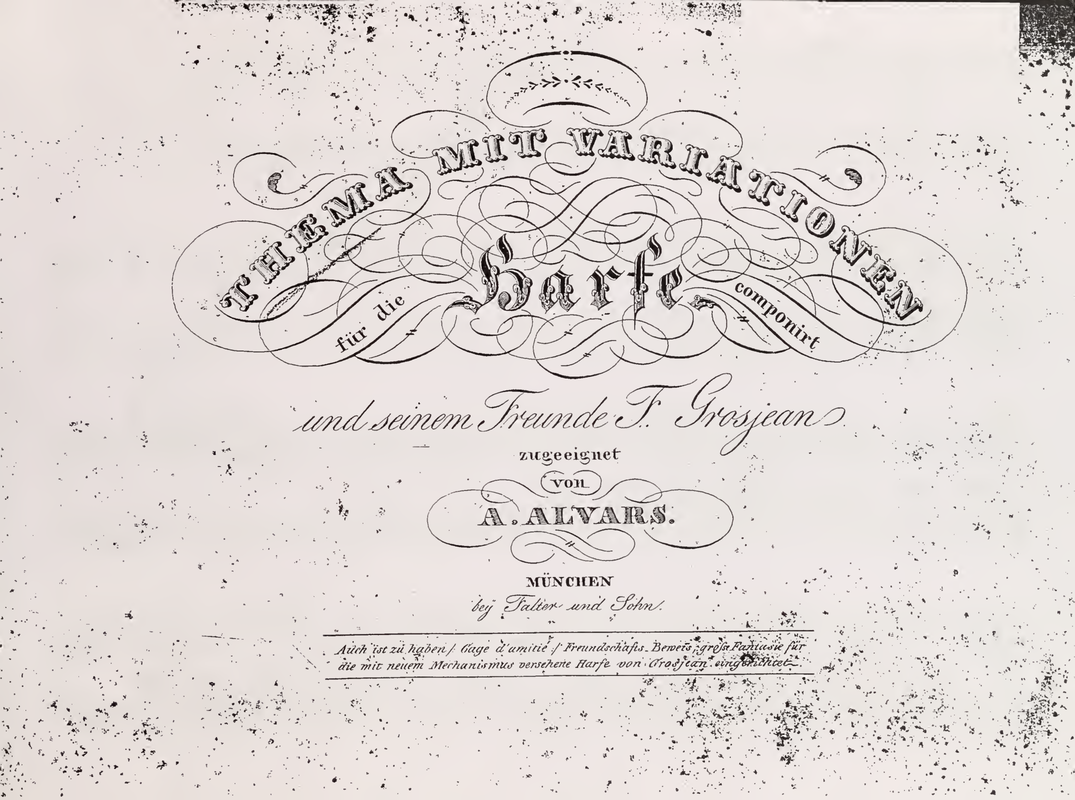 THEMA MIT VARIATIONEN
für die Harfe componirt
und seinem Freunde F. Grosjean
zugeeignet
von
A. ALVARS.
MÜNCHEN
bey Falter und Sohn.
Auch ist zu haben / Gage d'amitié / Freundschafts. Beweis, große Fantasie für
die mit neuem Mechanismus versehene Harfe von Grosjean eingerichtet